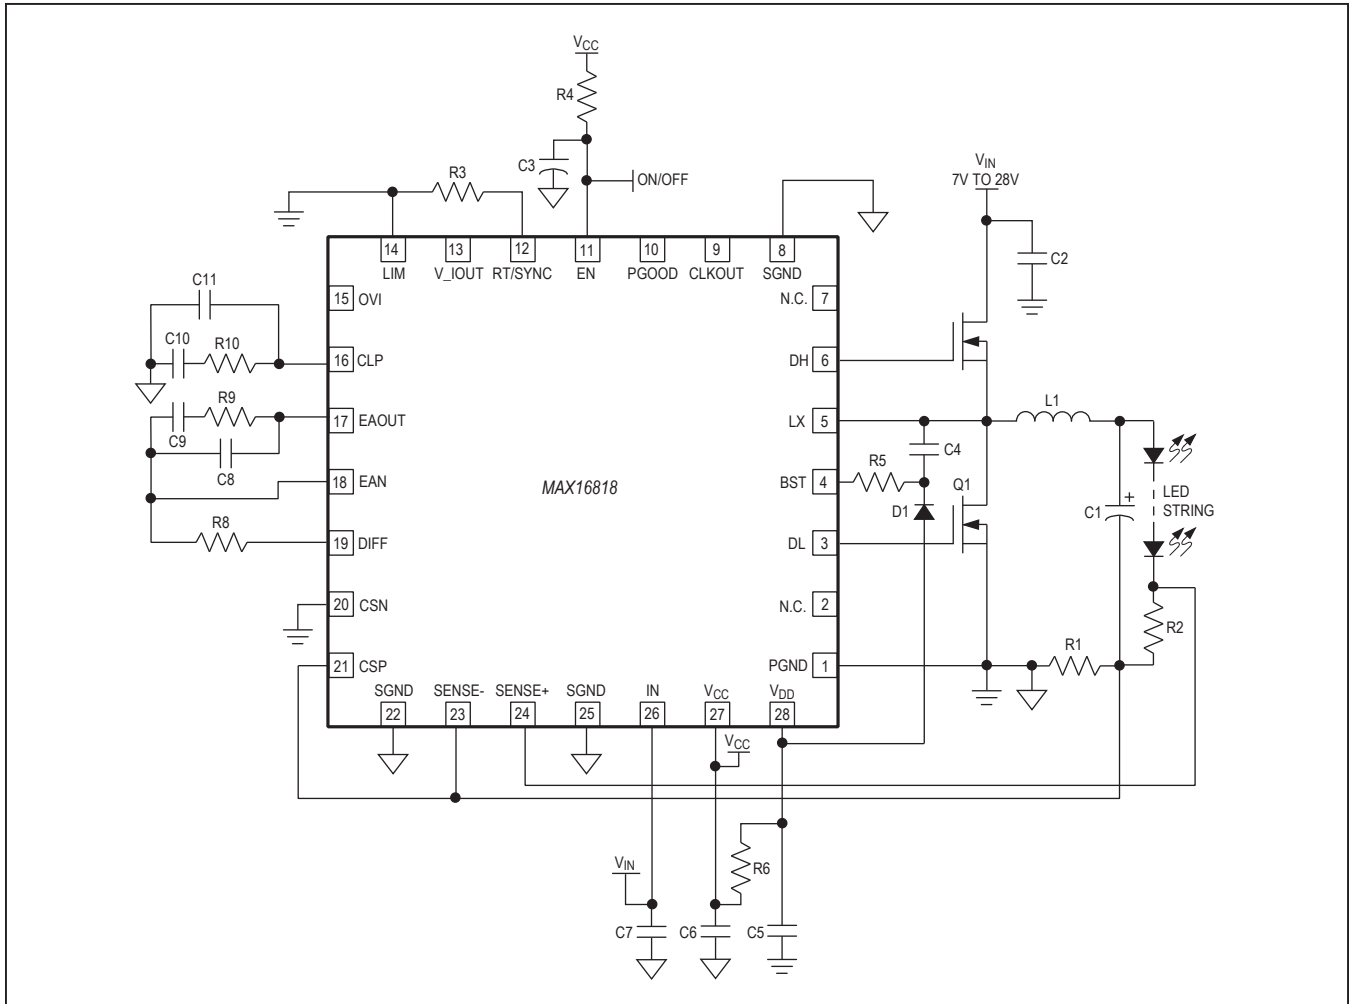 VCC
R4
C3
ON/OFF
VIN
7V TO 28V
R3
C2
14 13 12 11 10 9 8
LIM V_IOUT RT/SYNC EN PGOOD CLKOUT SGND
C11
15 OVI
N.C. 7
C10 R10
16 CLP
DH 6
R9
17 EAOUT
LX 5
L1
C9
C8
C4
18 EAN
MAX16818
BST 4
R5
Q1
D1
C1 +
LED
STRING
R8
19 DIFF
DL 3
20 CSN
N.C. 2
R2
21 CSP
PGND 1
R1
SGND SENSE- SENSE+ SGND IN VCC VDD
22 23 24 25 26 27 28
VCC
VIN
R6
C7
C6
C5